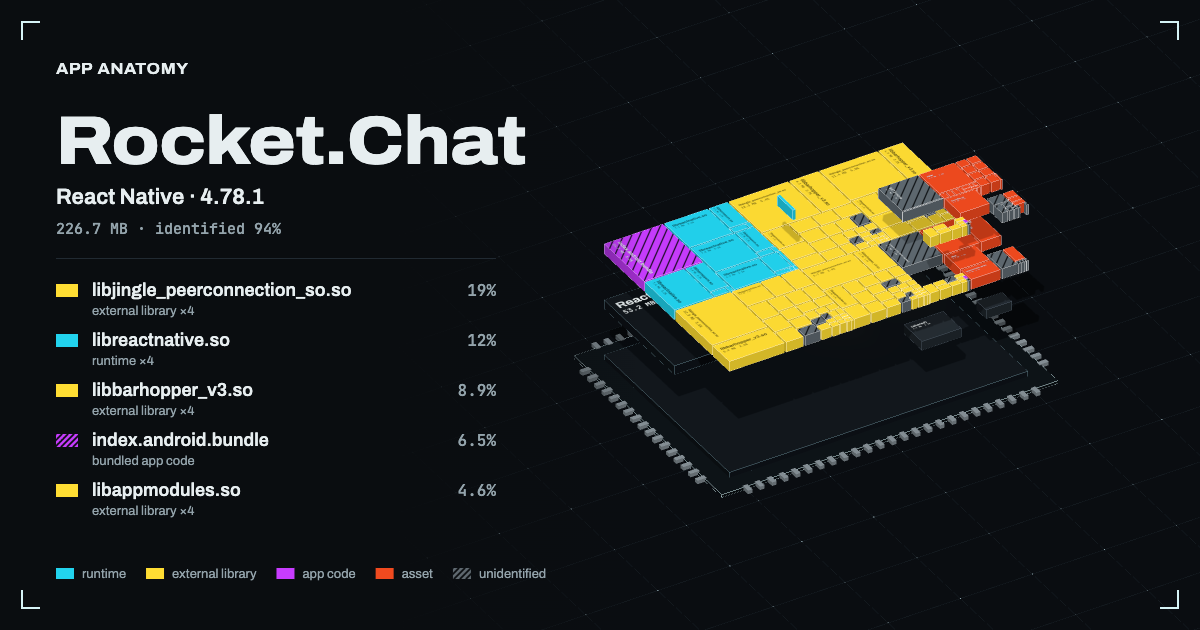 APP ANATOMY
Rocket.Chat
React Native · 4.78.1
226.7 MB · identified 94%
libjingle_peerconnection_so.so 19%
external library ×4
libreactnative.so 12%
runtime ×4
libbarhopper_v3.so 8.9%
external library ×4
index.android.bundle 6.5%
bundled app code
libappmodules.so 4.6%
external library ×4
runtime external library app code asset unidentified